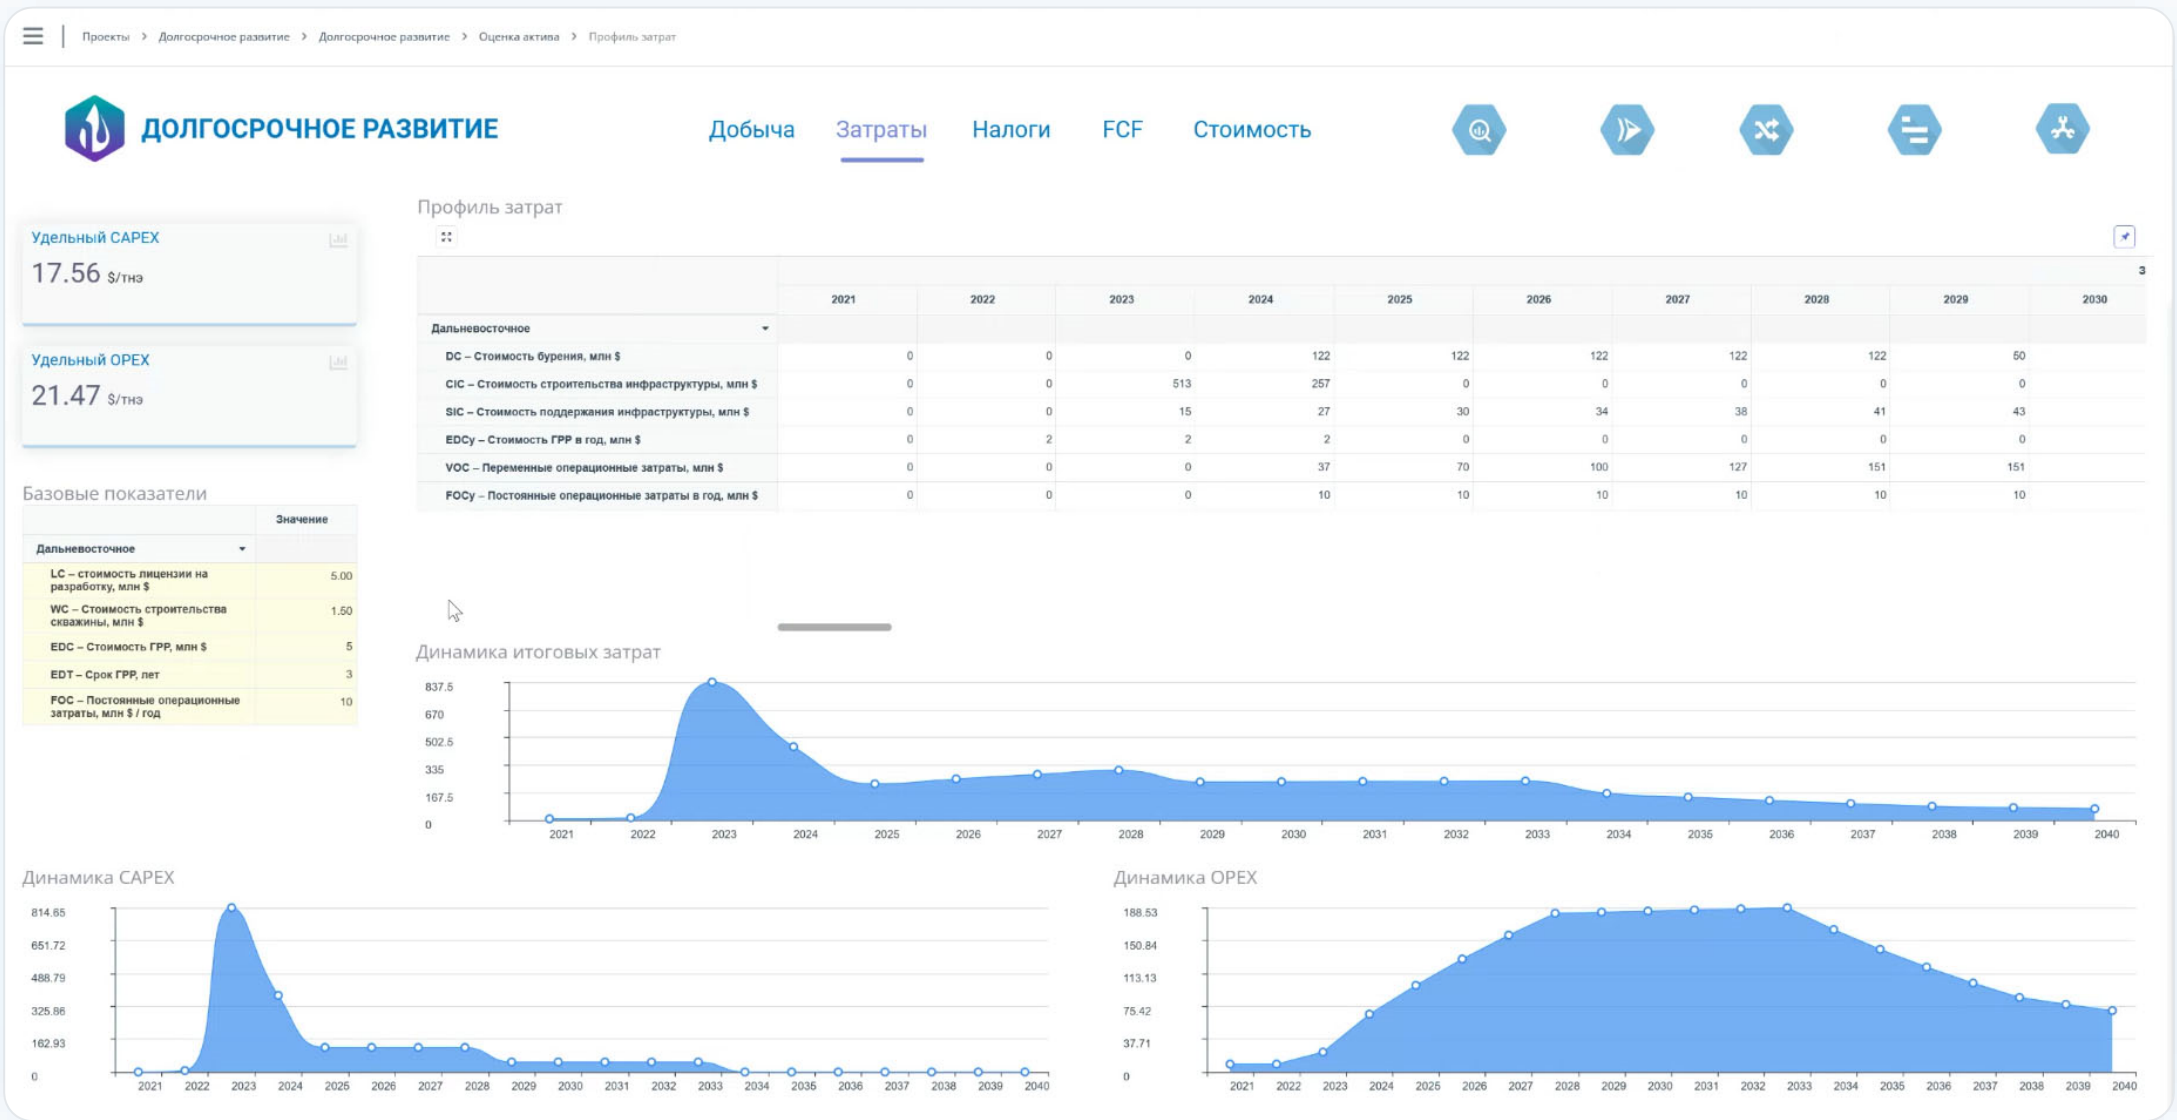 Проекты > Долгосрочное развитие > Долгосрочное развитие > Оценка актива > Профиль затрат
ДОЛГОСРОЧНОЕ РАЗВИТИЕ
Добыча Затраты Налоги FCF Стоимость
Удельный CAPEX
17.56 $/тнэ
Удельный OPEX
21.47 $/тнэ
Базовые показатели
Значение
Дальневосточное
LC – стоимость лицензии на
разработку, млн $ 5.00
WC – Стоимость строительства
скважины, млн $ 1.50
EDC – Стоимость ГРР, млн $ 5
EDT – Срок ГРР, лет 3
FOC – Постоянные операционные
затраты, млн $ / год 10
Профиль затрат
З
2021 2022 2023 2024 2025 2026 2027 2028 2029 2030
Дальневосточное
DC – Стоимость бурения, млн $ 0 0 0 122 122 122 122 122 50
CIC – Стоимость строительства инфраструктуры, млн $ 0 0 513 257 0 0 0 0 0
SIC – Стоимость поддержания инфраструктуры, млн $ 0 0 15 27 30 34 38 41 43
EDCy – Стоимость ГРР в год, млн $ 0 2 2 2 0 0 0 0 0
VOC – Переменные операционные затраты, млн $ 0 0 0 37 70 100 127 151 151
FOCy – Постоянные операционные затраты в год, млн $ 0 0 0 10 10 10 10 10 10
Динамика итоговых затрат
837.5
670
502.5
335
167.5
0
2021 2022 2023 2024 2025 2026 2027 2028 2029 2030 2031 2032 2033 2034 2035 2036 2037 2038 2039 2040
Динамика CAPEX
814.65
651.72
488.79
325.86
162.93
0
2021 2022 2023 2024 2025 2026 2027 2028 2029 2030 2031 2032 2033 2034 2035 2036 2037 2038 2039 2040
Динамика OPEX
188.53
150.84
113.13
75.42
37.71
0
2021 2022 2023 2024 2025 2026 2027 2028 2029 2030 2031 2032 2033 2034 2035 2036 2037 2038 2039 2040